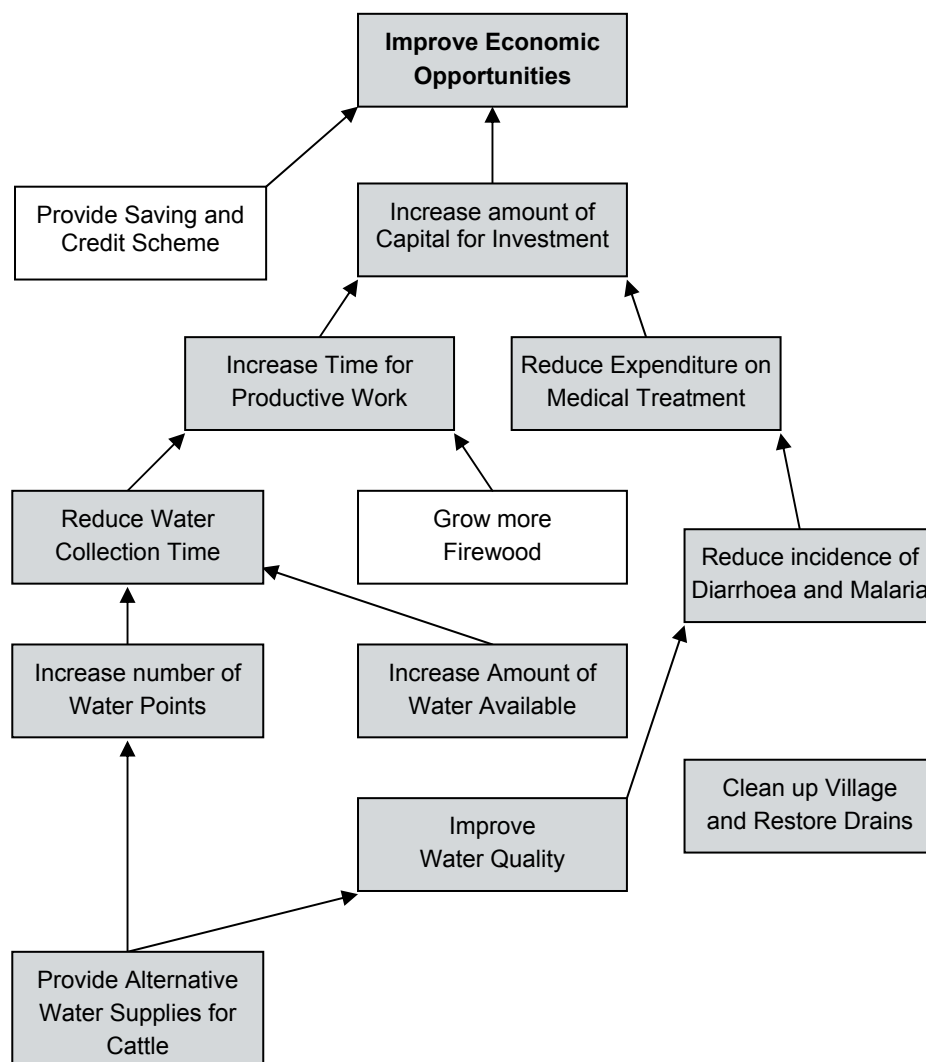 Improve Economic
Opportunities
Provide Saving and
Credit Scheme
Increase amount of
Capital for Investment
Increase Time for
Productive Work
Reduce Expenditure on
Medical Treatment
Reduce Water
Collection Time
Grow more
Firewood
Reduce incidence of
Diarrhoea and Malaria
Increase number of
Water Points
Increase Amount of
Water Available
Clean up Village
and Restore Drains
Improve
Water Quality
Provide Alternative
Water Supplies for
Cattle